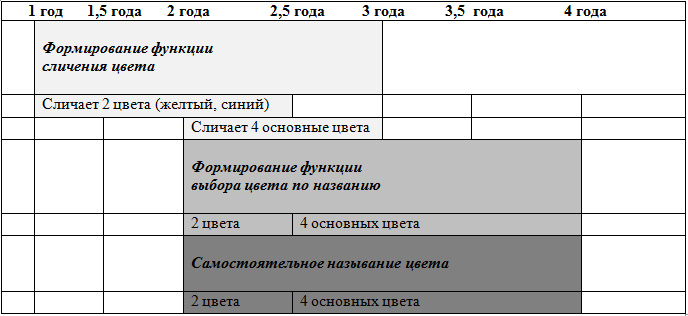 1 год 1,5 года 2 года 2,5 года 3 года 3,5 года 4 года
Формирование функции
сличения цвета
Сличает 2 цвета (желтый, синий)
Сличает 4 основные цвета
Формирование функции
выбора цвета по названию
2 цвета 4 основных цвета
Самостоятельное называние цвета
2 цвета 4 основных цвета